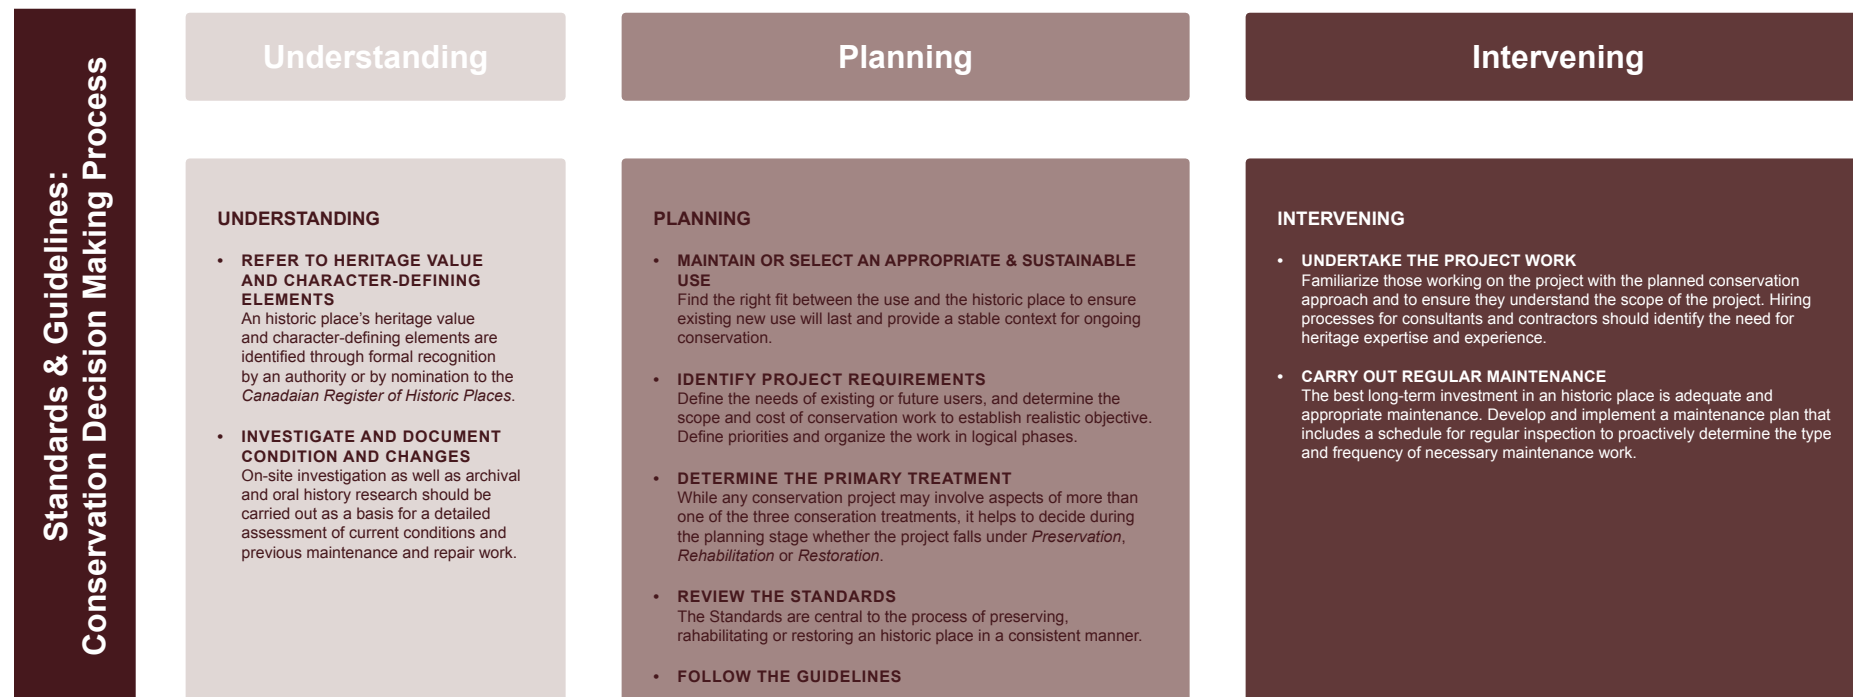 Standards & Guidelines:
Conservation Decision Making Process
Understanding
Planning
Intervening
UNDERSTANDING
• REFER TO HERITAGE VALUE
AND CHARACTER-DEFINING
ELEMENTS
An historic place's heritage value
and character-defining elements are
identified through formal recognition
by an authority or by nomination to the
Canadaian Register of Historic Places.
• INVESTIGATE AND DOCUMENT
CONDITION AND CHANGES
On-site investigation as well as archival
and oral history research should be
carried out as a basis for a detailed
assessment of current conditions and
previous maintenance and repair work.
PLANNING
• MAINTAIN OR SELECT AN APPROPRIATE & SUSTAINABLE
USE
Find the right fit between the use and the historic place to ensure
existing new use will last and provide a stable context for ongoing
conservation.
• IDENTIFY PROJECT REQUIREMENTS
Define the needs of existing or future users, and determine the
scope and cost of conservation work to establish realistic objective.
Define priorities and organize the work in logical phases.
• DETERMINE THE PRIMARY TREATMENT
While any conservation project may involve aspects of more than
one of the three conseration treatments, it helps to decide during
the planning stage whether the project falls under Preservation,
Rehabilitation or Restoration.
• REVIEW THE STANDARDS
The Standards are central to the process of preserving,
rahabilitating or restoring an historic place in a consistent manner.
• FOLLOW THE GUIDELINES
INTERVENING
• UNDERTAKE THE PROJECT WORK
Familiarize those working on the project with the planned conservation
approach and to ensure they understand the scope of the project. Hiring
processes for consultants and contractors should identify the need for
heritage expertise and experience.
• CARRY OUT REGULAR MAINTENANCE
The best long-term investment in an historic place is adequate and
appropriate maintenance. Develop and implement a maintenance plan that
includes a schedule for regular inspection to proactively determine the type
and frequency of necessary maintenance work.